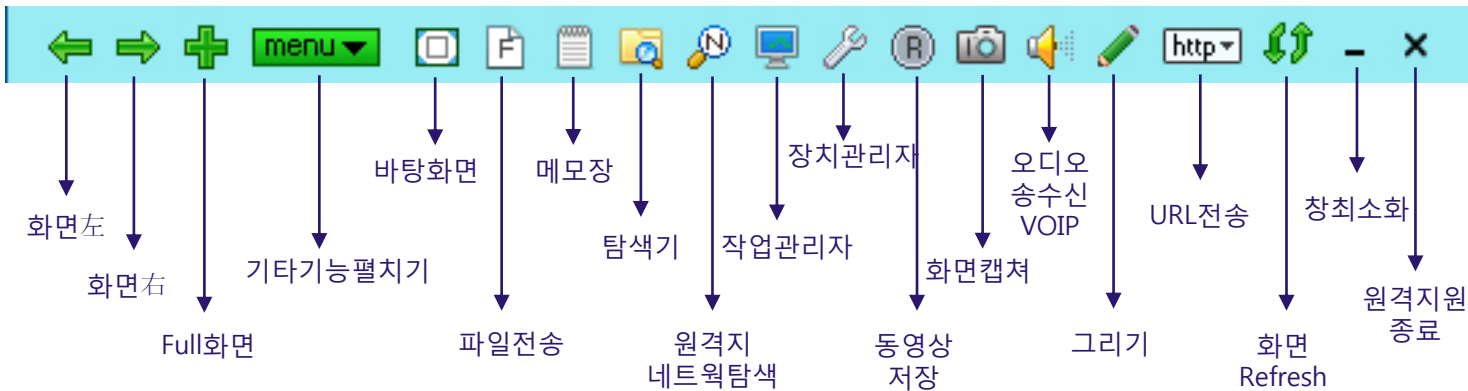 menu
F
N
R
http
바탕화면
메모장
장치관리자
오디오
송수신
VOIP
화면左
탐색기
작업관리자
URL전송
창최소화
화면右
기타기능펼치기
화면캡쳐
원격지원
종료
Full화면
파일전송
원격지
네트웍탐색
동영상
저장
그리기
화면
Refresh